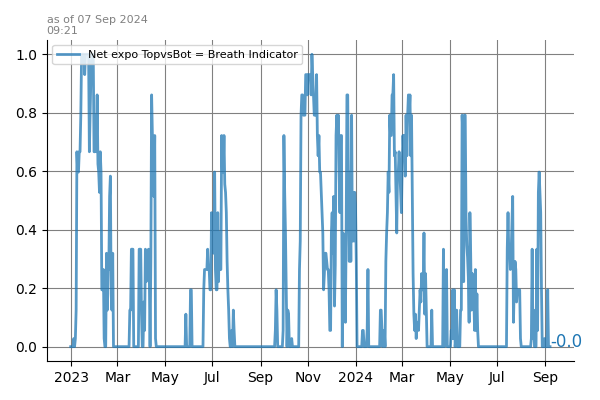 as of 07 Sep 2024
09:21
Net expo TopvsBot = Breath Indicator
1.0
0.8
0.6
0.4
0.2
0.0
-0.0
2023 Mar May Jul Sep Nov 2024 Mar May Jul Sep